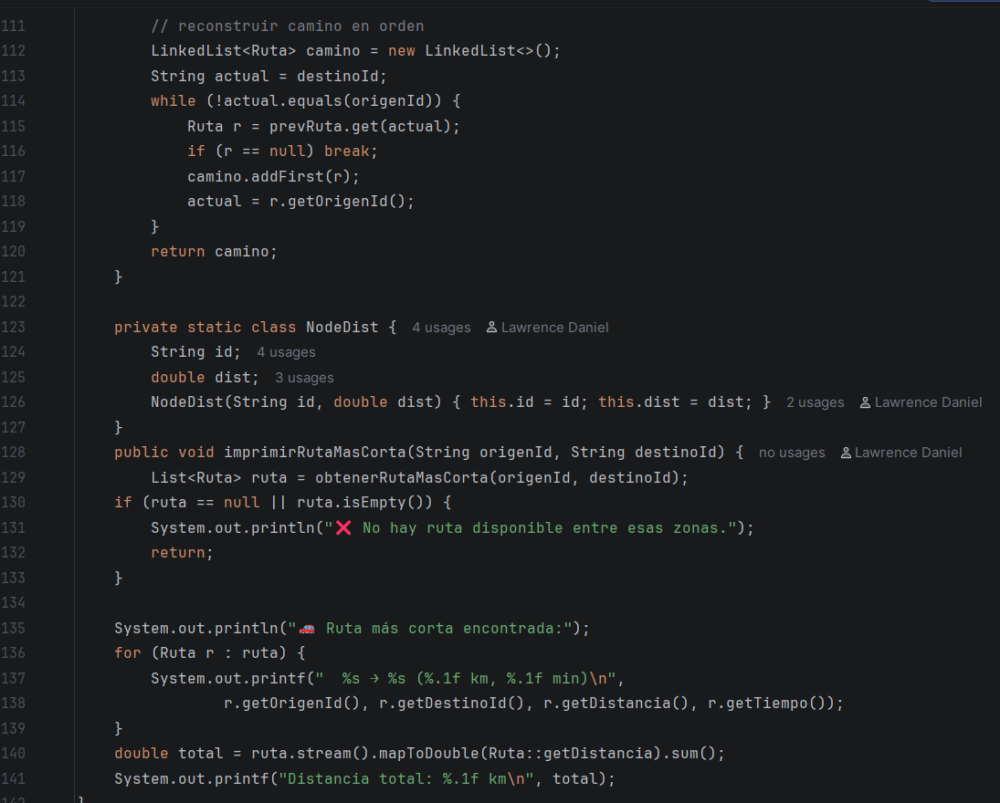 111 // reconstruir camino en orden
112 LinkedList<Ruta> camino = new LinkedList<>();
113 String actual = destinoId;
114 while (!actual.equals(origenId)) {
115 Ruta r = prevRuta.get(actual);
116 if (r == null) break;
117 camino.addFirst(r);
118 actual = r.getOrigenId();
119 }
120 return camino;
121 }
122
123 private static class NodeDist { 4 usages Lawrence Daniel
124 String id; 4 usages
125 double dist; 3 usages
126 NodeDist(String id, double dist) { this.id = id; this.dist = dist; } 2 usages Lawrence Daniel
127 }
128 public void imprimirRutaMasCorta(String origenId, String destinoId) { no usages Lawrence Daniel
129 List<Ruta> ruta = obtenerRutaMasCorta(origenId, destinoId);
130 if (ruta == null || ruta.isEmpty()) {
131 System.out.println("❌ No hay ruta disponible entre esas zonas.");
132 return;
133 }
134
135 System.out.println("🚗 Ruta más corta encontrada:");
136 for (Ruta r : ruta) {
137 System.out.printf("  %s → %s (%.1f km, %.1f min)\n",
138 r.getOrigenId(), r.getDestinoId(), r.getDistancia(), r.getTiempo());
139 }
140 double total = ruta.stream().mapToDouble(Ruta::getDistancia).sum();
141 System.out.printf("Distancia total: %.1f km\n", total);
142 }